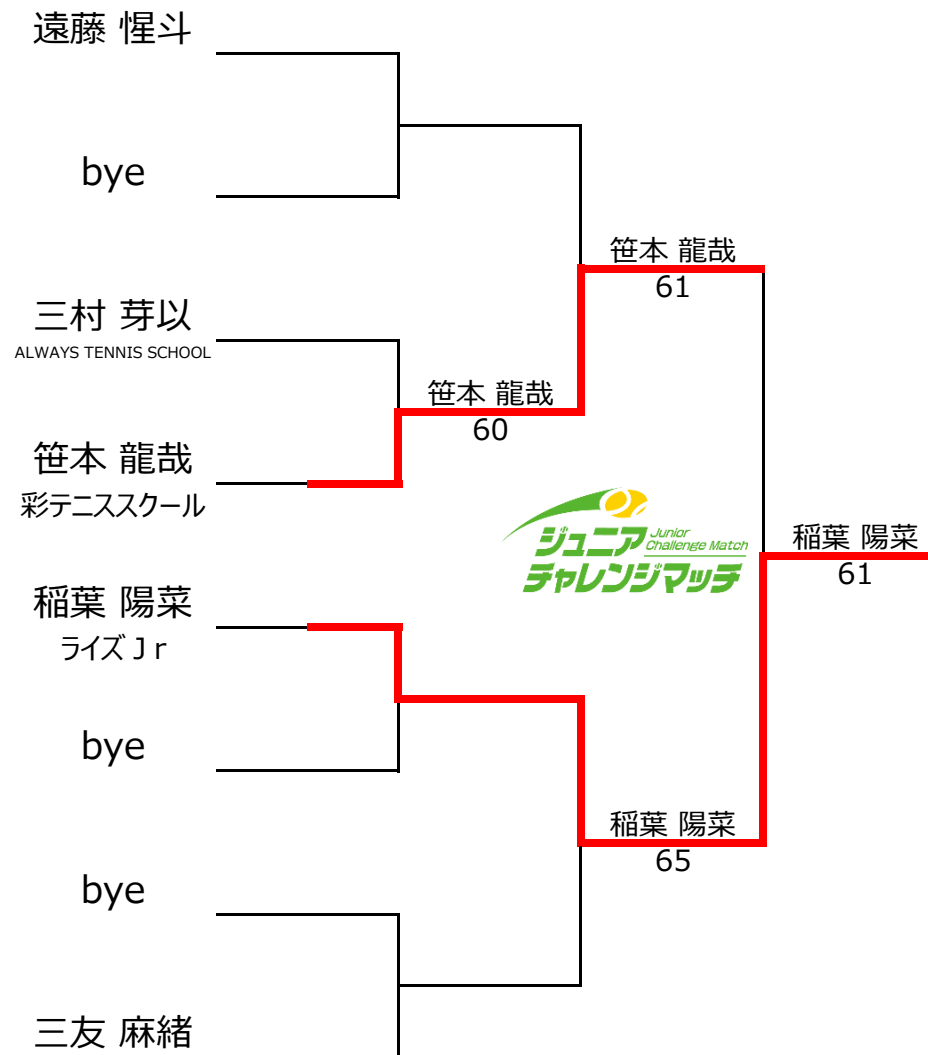 遠藤 惺斗
bye
三村 芽以
ALWAYS TENNIS SCHOOL
笹本 龍哉
彩テニススクール
稲葉 陽菜
ライズJr
bye
bye
三友 麻緒
笹本 龍哉
60
笹本 龍哉
61
稲葉 陽菜
65
稲葉 陽菜
61
ジュニア
Junior
Challenge Match
チャレンジマッチ